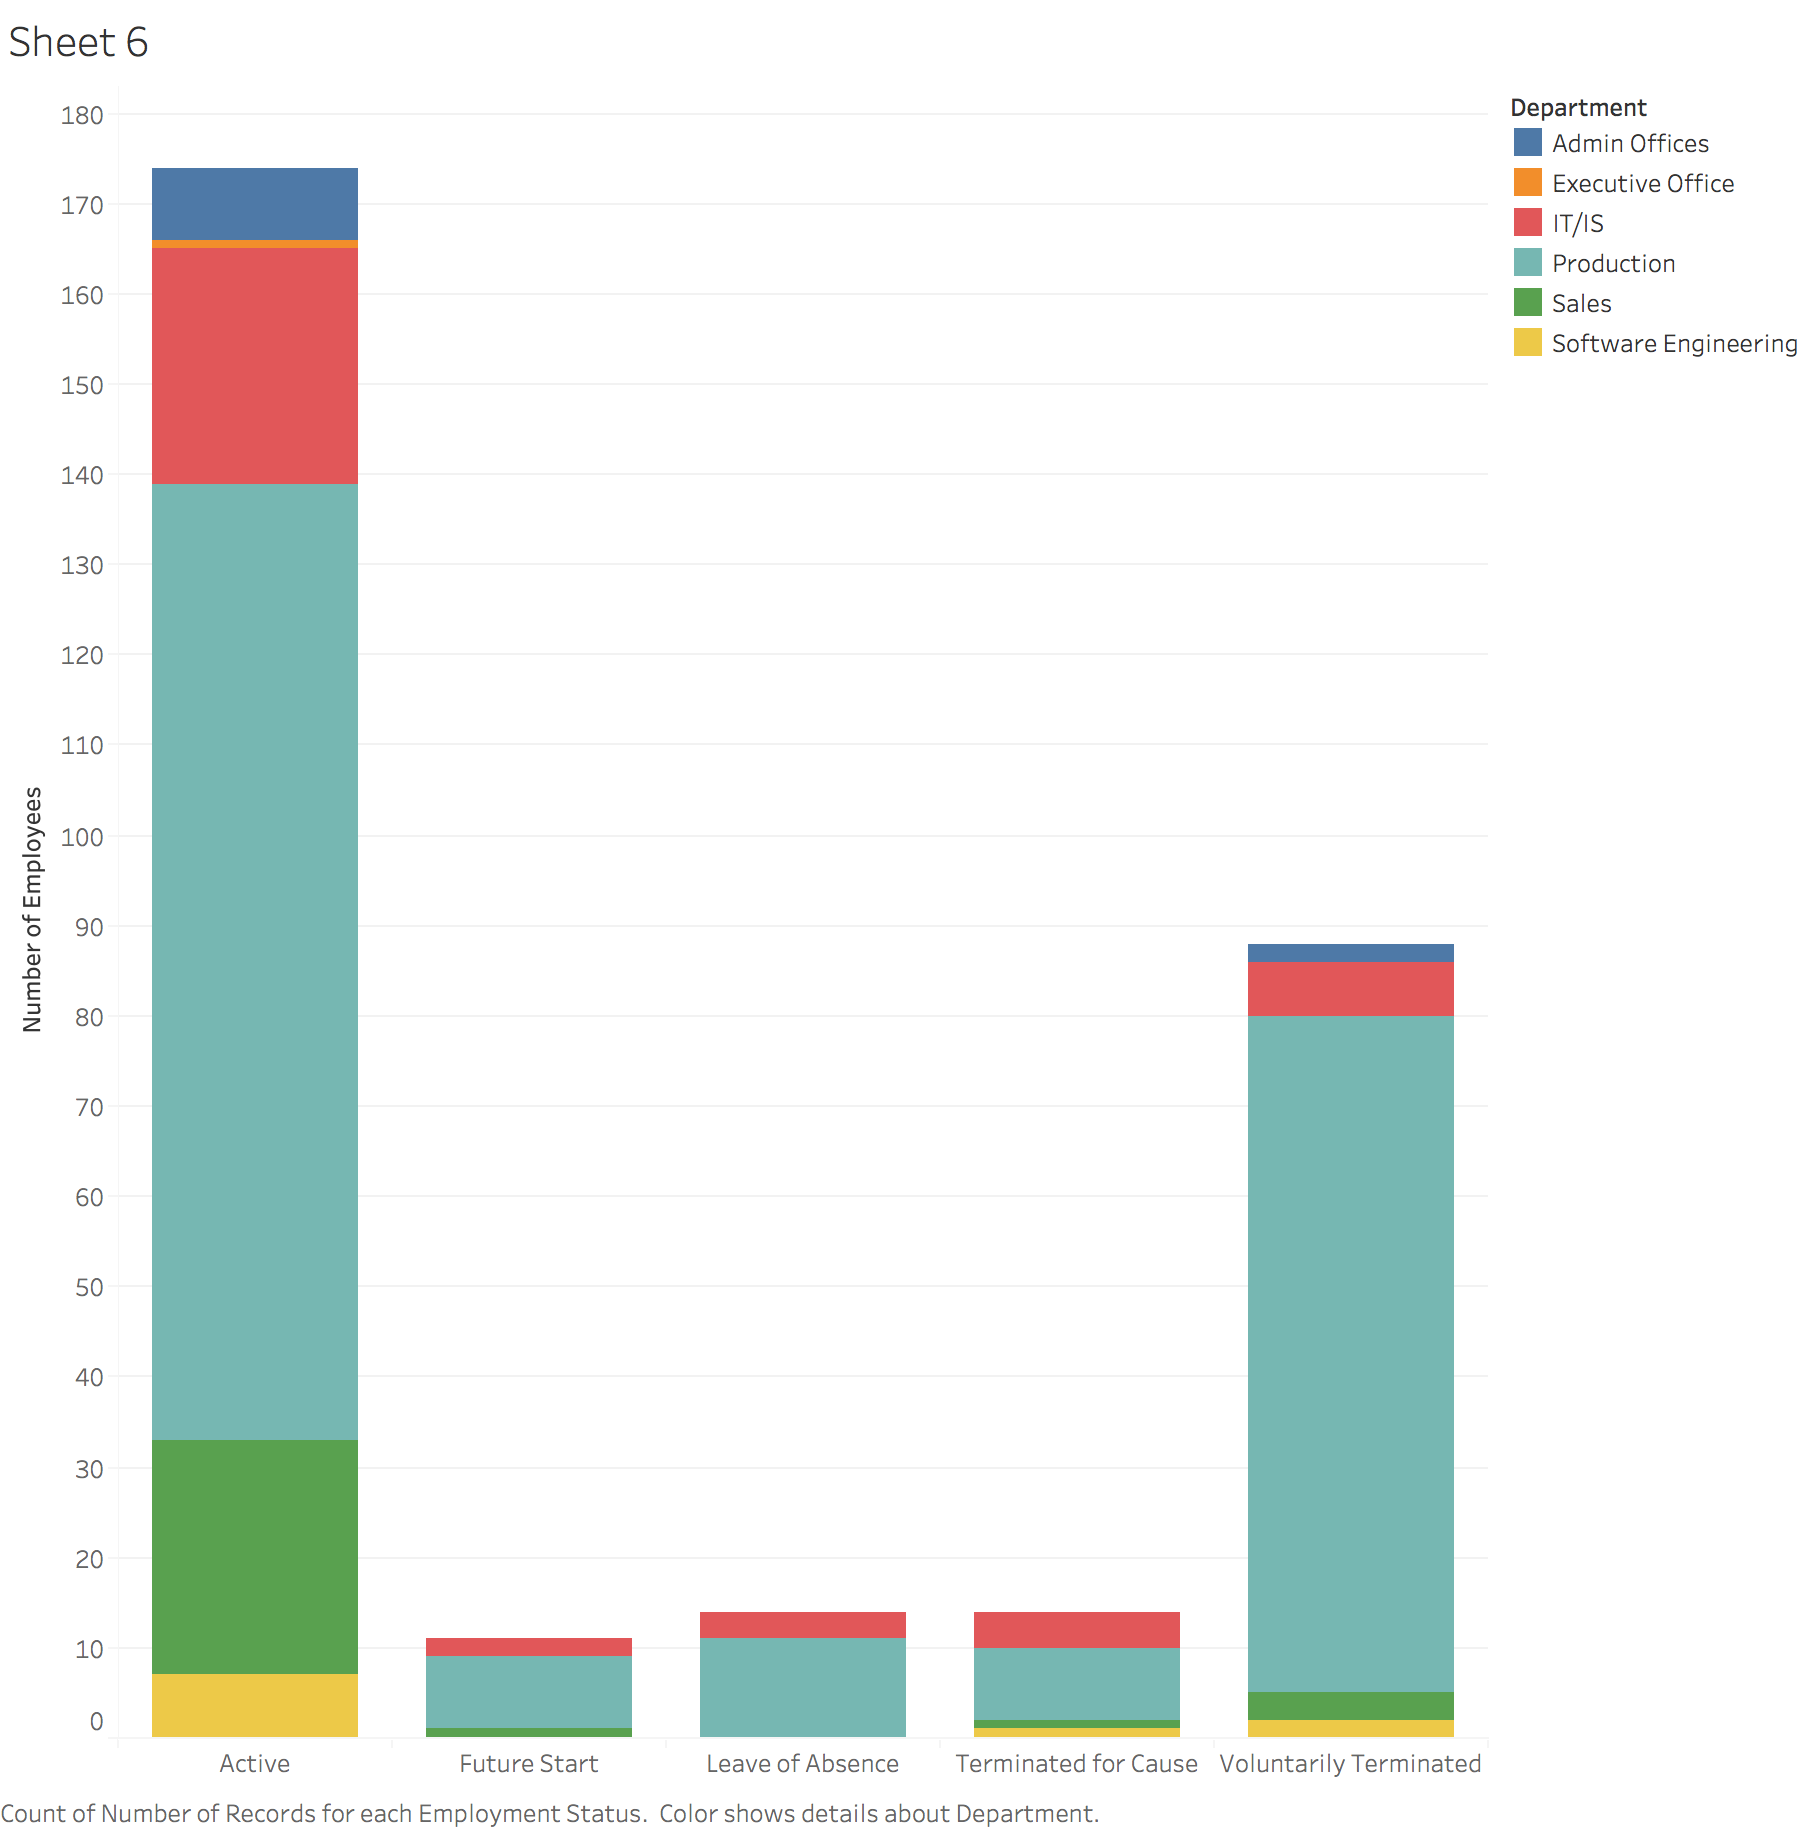 Sheet 6
180
170
160
150
140
130
120
110
100
90
80
70
60
50
40
30
20
10
0
Number of Employees
Active
Future Start
Leave of Absence
Terminated for Cause
Voluntarily Terminated
Department
Admin Offices
Executive Office
IT/IS
Production
Sales
Software Engineering
Count of Number of Records for each Employment Status.  Color shows details about Department.